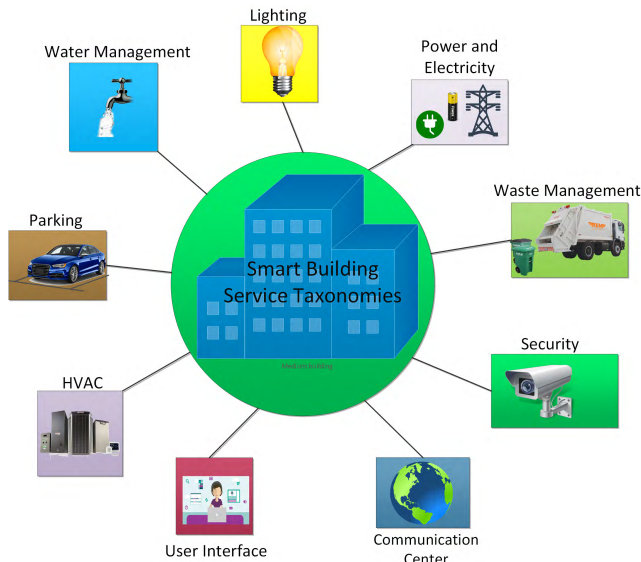 Lighting
Water Management
Power and
Electricity
Waste Management
Parking
Smart Building
Service Taxonomies
Security
HVAC
User Interface
Communication
Center